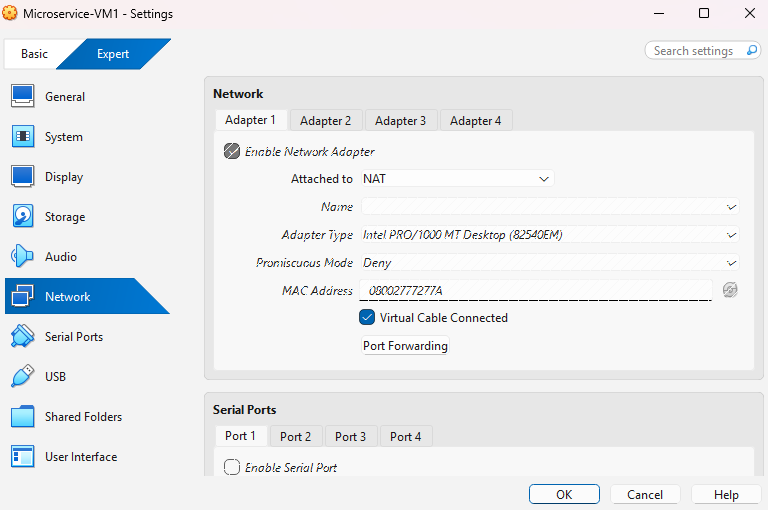 Microservice-VM1 - Settings
Basic
Expert
Search settings
General
System
Display
Storage
Audio
Network
Serial Ports
USB
Shared Folders
User Interface
Network
Adapter 1
Adapter 2
Adapter 3
Adapter 4
Enable Network Adapter
Attached to NAT
Name
Adapter Type Intel PRO/1000 MT Desktop (82540EM)
Promiscuous Mode Deny
MAC Address 08002777277A
Virtual Cable Connected
Port Forwarding
Serial Ports
Port 1
Port 2
Port 3
Port 4
Enable Serial Port
OK
Cancel
Help